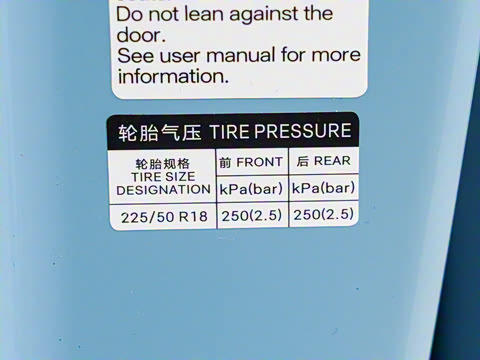 Do not lean against the
door.
See user manual for more
information.
轮胎气压 TIRE PRESSURE
轮胎规格
TIRE SIZE
DESIGNATION
前 FRONT
后 REAR
kPa(bar)
kPa(bar)
225/50 R18
250(2.5)
250(2.5)